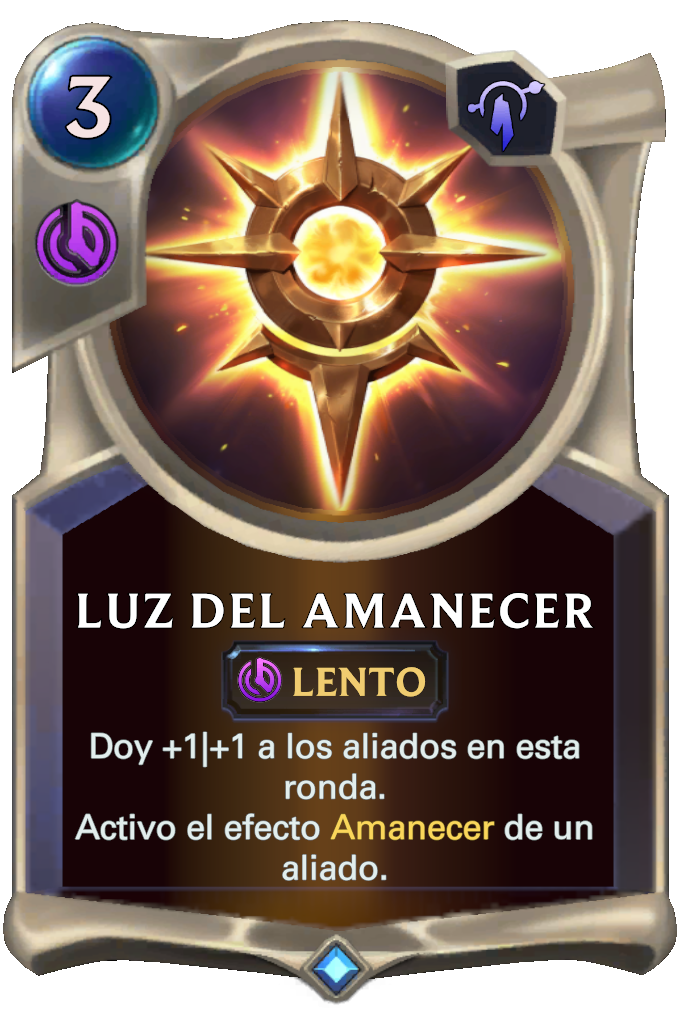 3
LUZ DEL AMANECER
LENTO
Doy +1|+1 a los aliados en esta
ronda.
Activo el efecto Amanecer de un
aliado.